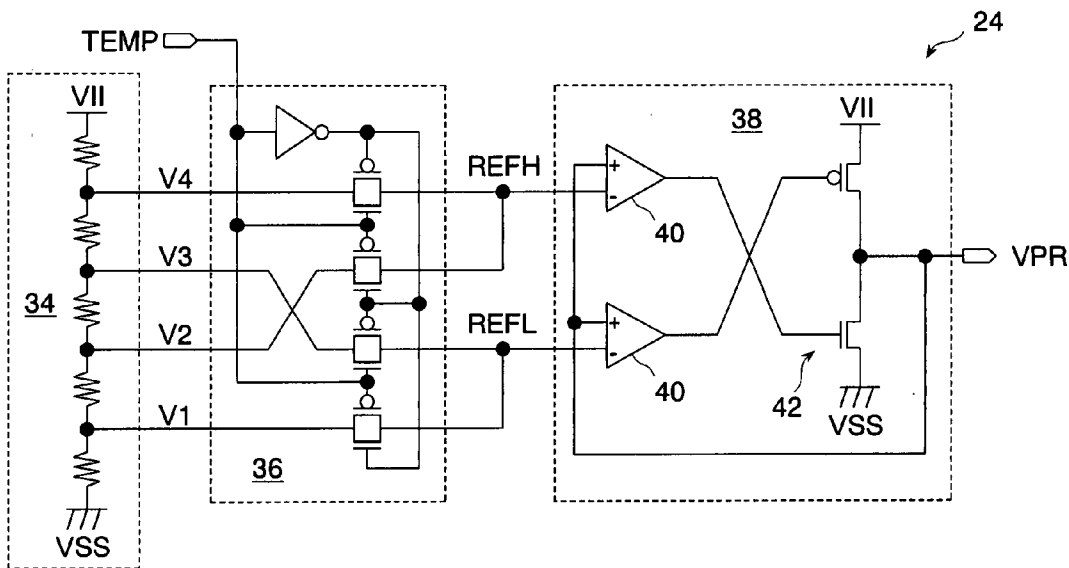 24
TEMP
VII
VII
38
REFH
V4
+
-
40
V3
VPR
34
REFL
V2
+
-
40
42
V1
VSS
36
VSS